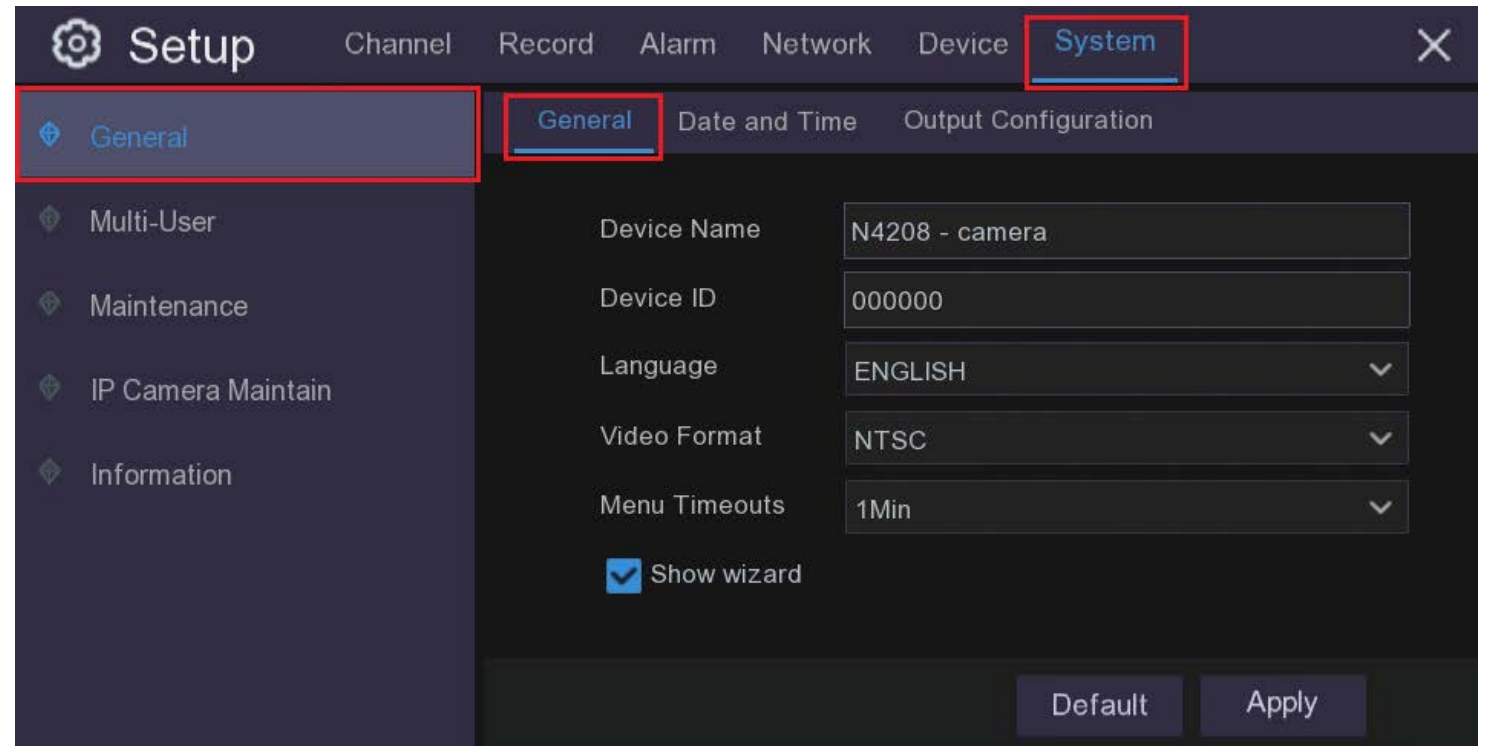 Setup Channel Record Alarm Network Device System
General
Multi-User
Maintenance
IP Camera Maintain
Information
General Date and Time Output Configuration
Device Name N4208 - camera
Device ID 000000
Language ENGLISH
Video Format NTSC
Menu Timeouts 1Min
Show wizard
Default Apply